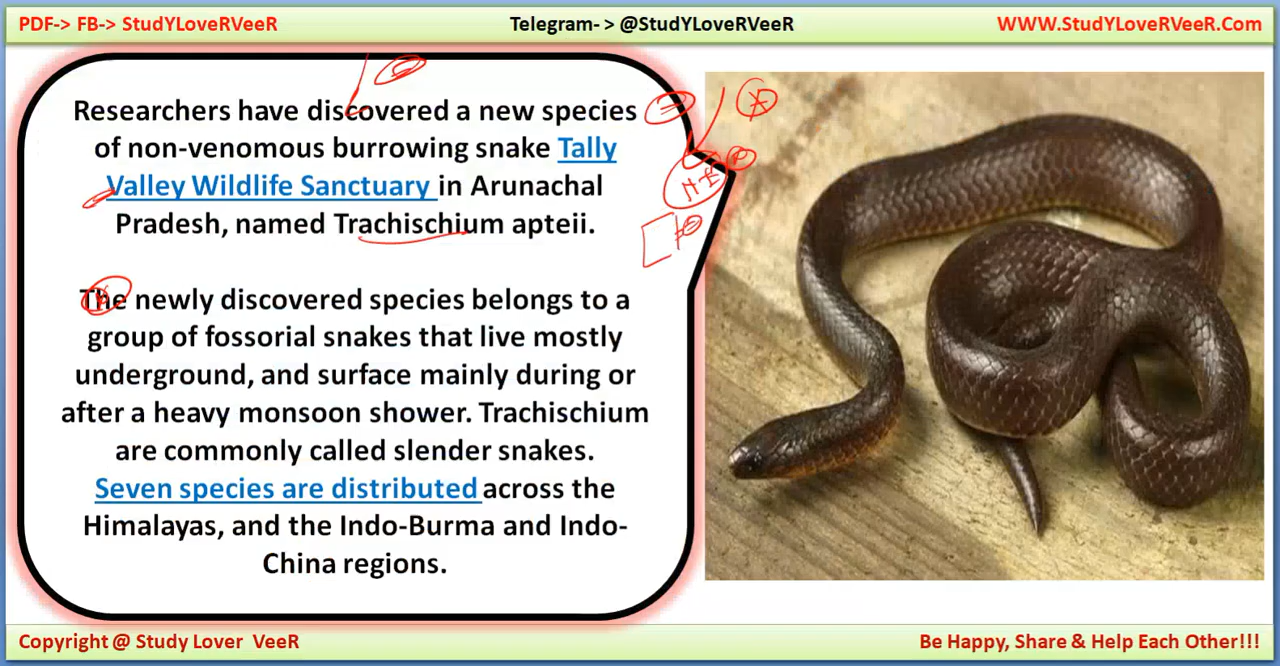 PDF-> FB-> StudYLoveRVeeR
Telegram- > @StudYLoveRVeeR
WWW.StudYLoveRVeeR.Com
Researchers have discovered a new species
of non-venomous burrowing snake Tally
Valley Wildlife Sanctuary in Arunachal
Pradesh, named Trachischium apteii.
The newly discovered species belongs to a
group of fossorial snakes that live mostly
underground, and surface mainly during or
after a heavy monsoon shower. Trachischium
are commonly called slender snakes.
Seven species are distributed across the
Himalayas, and the Indo-Burma and Indo-
China regions.
Copyright @ Study Lover VeeR
Be Happy, Share & Help Each Other!!!